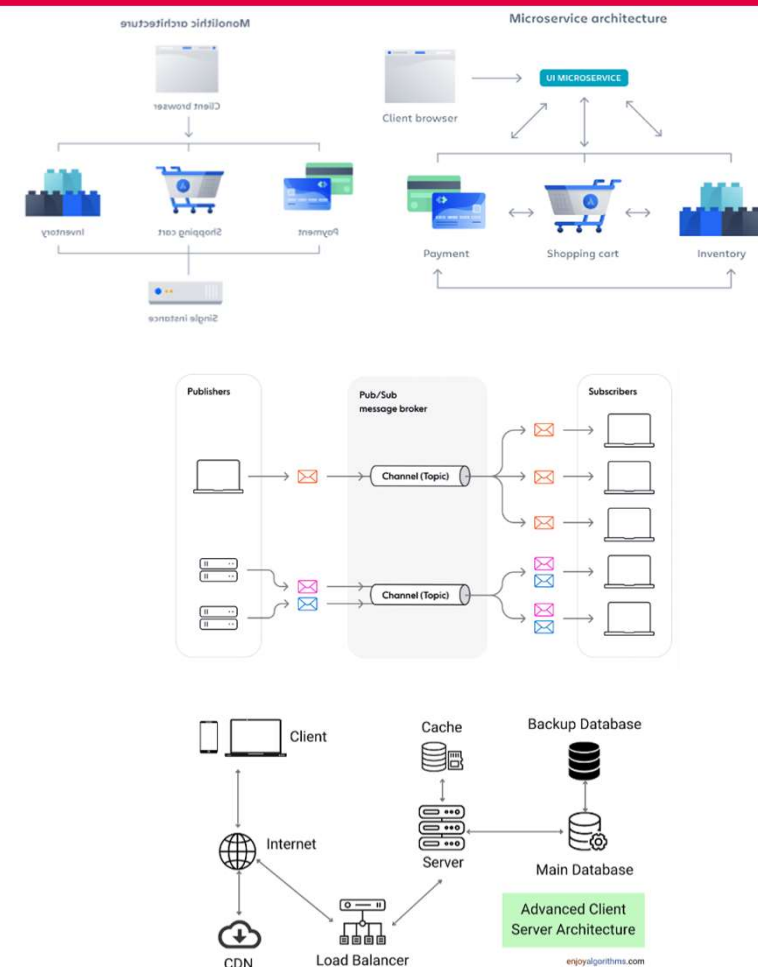 Monolithic architecture
Client browser
Inventory
Shopping cart
Payment
Single instance
Microservice architecture
Client browser
UI MICROSERVICE
Payment
Shopping cart
Inventory
Publishers
Pub/Sub
message broker
Subscribers
Channel (Topic)
Channel (Topic)
Client
Internet
CDN
Load Balancer
Cache
Server
Backup Database
Main Database
Advanced Client
Server Architecture
enjoyalgorithms.com